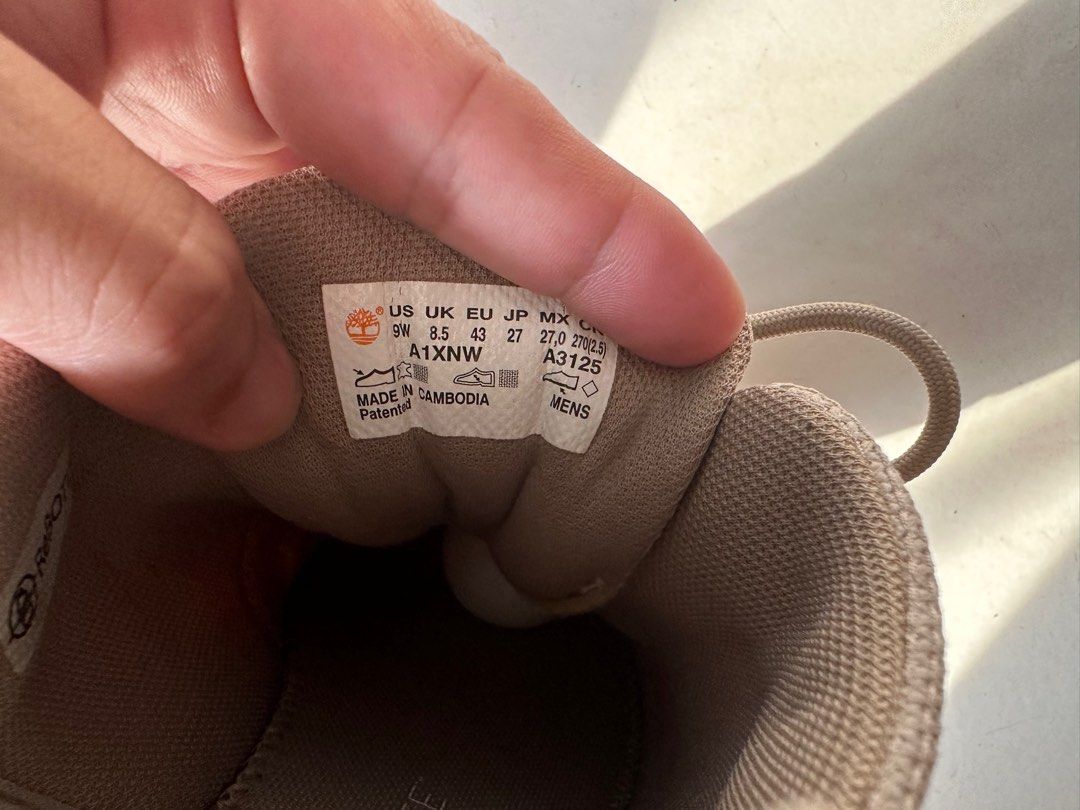 US UK EU JP MX
9W 8.5 43 27 27,0 270(2.5)
A1XNW A3125
MADE IN CAMBODIA MENS
Patented